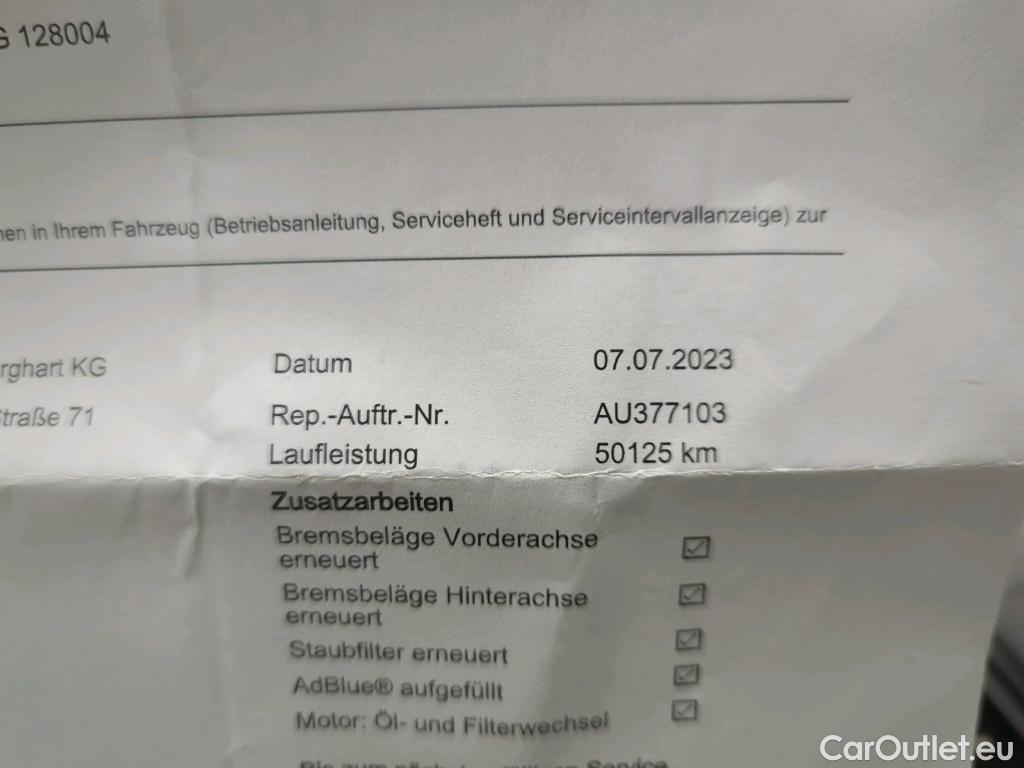 G 128004
nen in Ihrem Fahrzeug (Betriebsanleitung, Serviceheft und Serviceintervallanzeige) zur
rghart KG Datum 07.07.2023
Straße 71 Rep.-Auftr.-Nr. AU377103
Laufleistung 50125 km
Zusatzarbeiten
Bremsbeläge Vorderachse
erneuert
Bremsbeläge Hinterachse
erneuert
Staubfilter erneuert
AdBlue® aufgefüllt
Motor: Öl- und Filterwechsel
Service
CarOutlet.eu